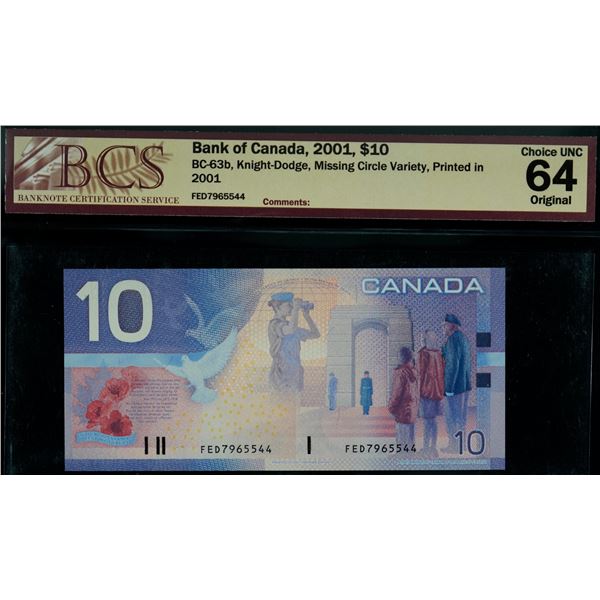 BCS
BANKNOTE CERTIFICATION SERVICE
Bank of Canada, 2001, $10
BC-63b, Knight-Dodge, Missing Circle Variety, Printed in
2001
FED7965544
Comments:
Choice UNC
64
Original
10
CANADA
FED7965544
FED7965544
10